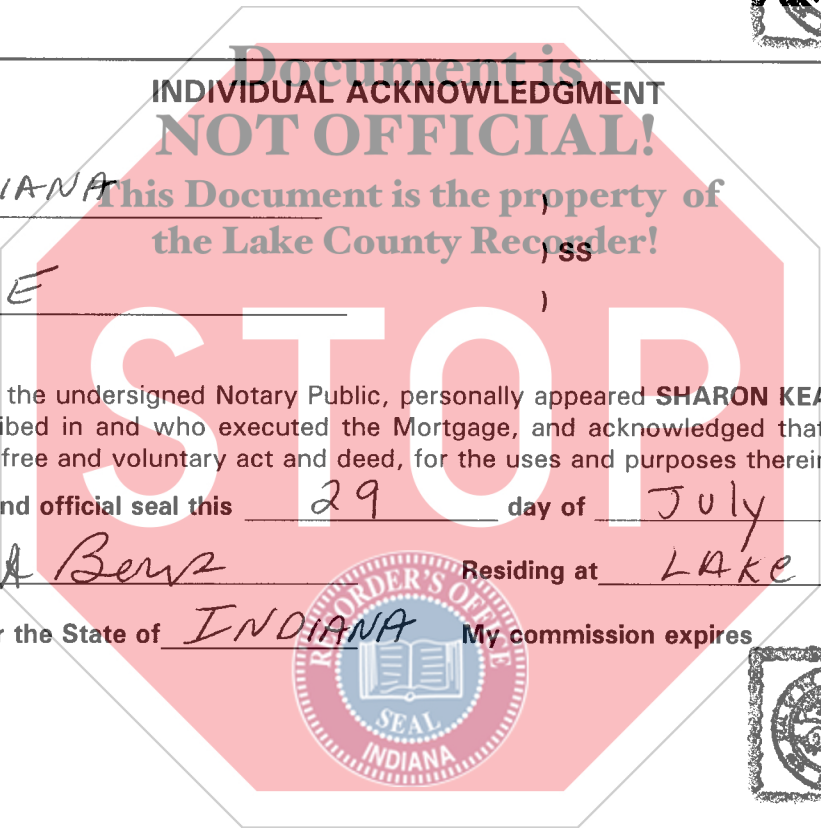 Document is
INDIVIDUAL ACKNOWLEDGMENT
NOT OFFICIAL!
IANA
This Document is the property of
)
the Lake County Recorder!
) SS
E
)
STOP
the undersigned Notary Public, personally appeared SHARON KEA
ibed in and who executed the Mortgage, and acknowledged that
free and voluntary act and deed, for the uses and purposes therein
nd official seal this 29 day of July
A Residing at LAKe
r the State of INDIANA My commission expires
RECORDER'S OFFICE
SEAL
INDIANA